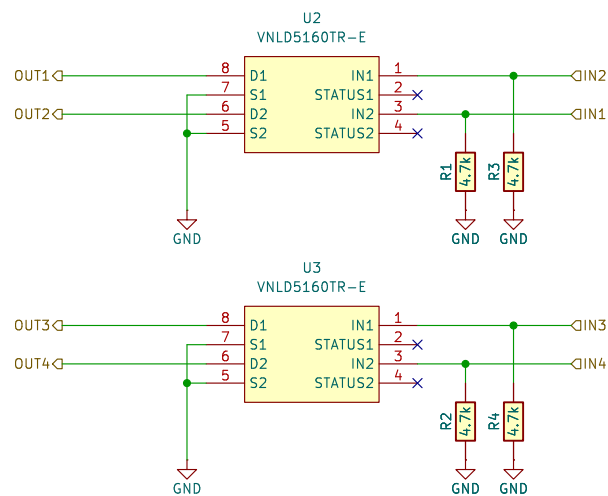 U2
VNLD5160TR-E
OUT1 8 D1 IN1 1 IN2
7 S1 STATUS1 2
OUT2 6 D2 IN2 3 IN1
5 S2 STATUS2 4
R1 4.7k R3 4.7k
GND GND GND
U3
VNLD5160TR-E
OUT3 8 D1 IN1 1 IN3
7 S1 STATUS1 2
OUT4 6 D2 IN2 3 IN4
5 S2 STATUS2 4
R2 4.7k R4 4.7k
GND GND GND